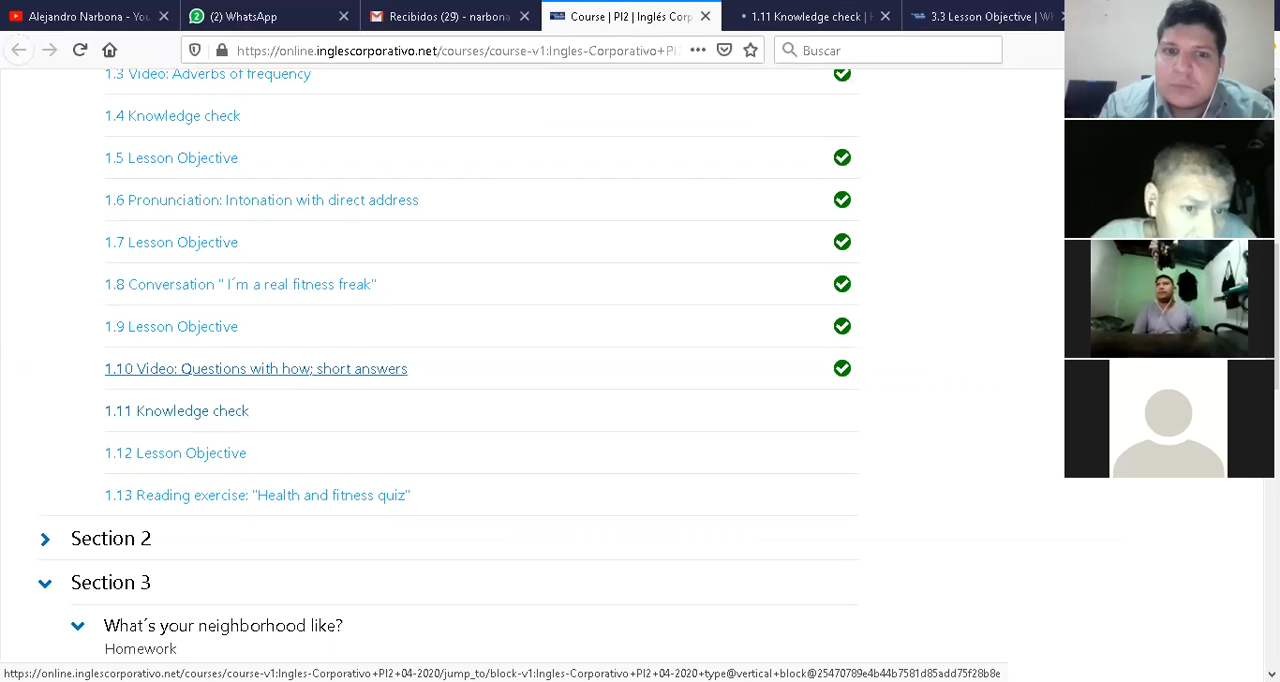 Alejandro Narbona - You
(2) WhatsApp
Recibidos (29) - narbona
Course | PI2 | Inglés Corp
1.11 Knowledge check |
3.3 Lesson Objective |
https://online.inglescorporativo.net/courses/course-v1:Ingles-Corporativo+PI
Buscar
1.3 Video: Adverbs of frequency
1.4 Knowledge check
1.5 Lesson Objective
1.6 Pronunciation: Intonation with direct address
1.7 Lesson Objective
1.8 Conversation " I´m a real fitness freak"
1.9 Lesson Objective
1.10 Video: Questions with how; short answers
1.11 Knowledge check
1.12 Lesson Objective
1.13 Reading exercise: "Health and fitness quiz"
Section 2
Section 3
What´s your neighborhood like?
Homework
https://online.inglescorporativo.net/courses/course-v1:Ingles-Corporativo+PI2+04-2020/jump_to/block-v1:Ingles-Corporativo+PI2+04-2020+type@vertical+block@25470789e4b44b7581d85add75f28b8e